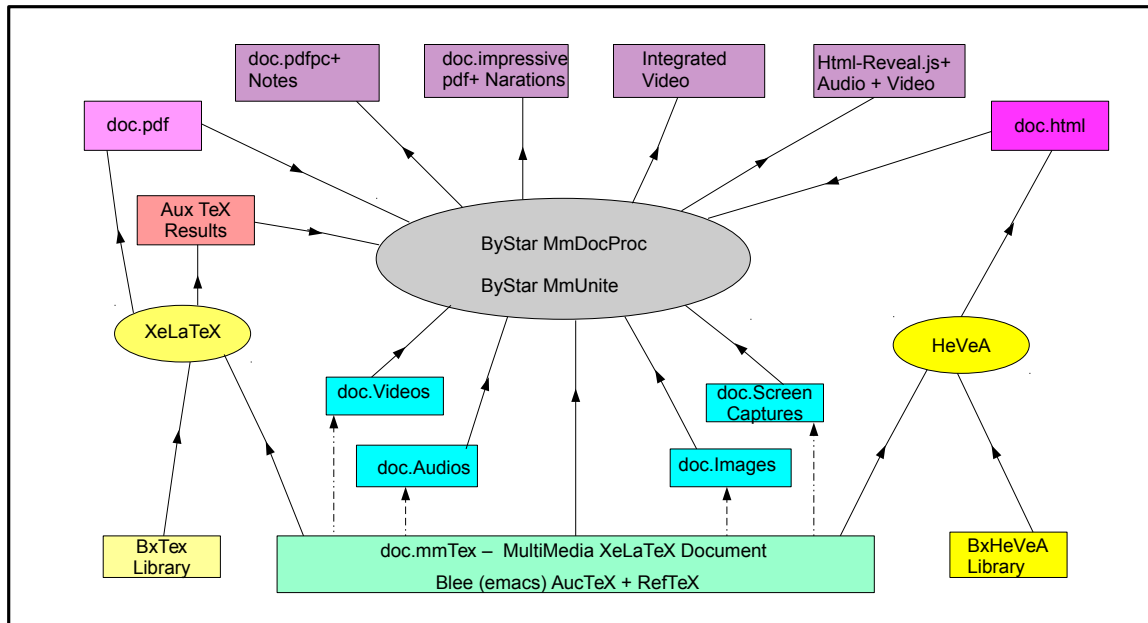 doc.pdfpc+
Notes
doc.impressive
pdf+ Narations
Integrated
Video
Html-Reveal.js+
Audio + Video
doc.pdf
doc.html
Aux TeX
Results
ByStar MmDocProc
ByStar MmUnite
XeLaTeX
HeVeA
doc.Videos
doc.Screen
Captures
doc.Audios
doc.Images
BxTex
Library
doc.mmTex – MultiMedia XeLaTeX Document
Blee (emacs) AucTeX + RefTeX
BxHeVeA
Library